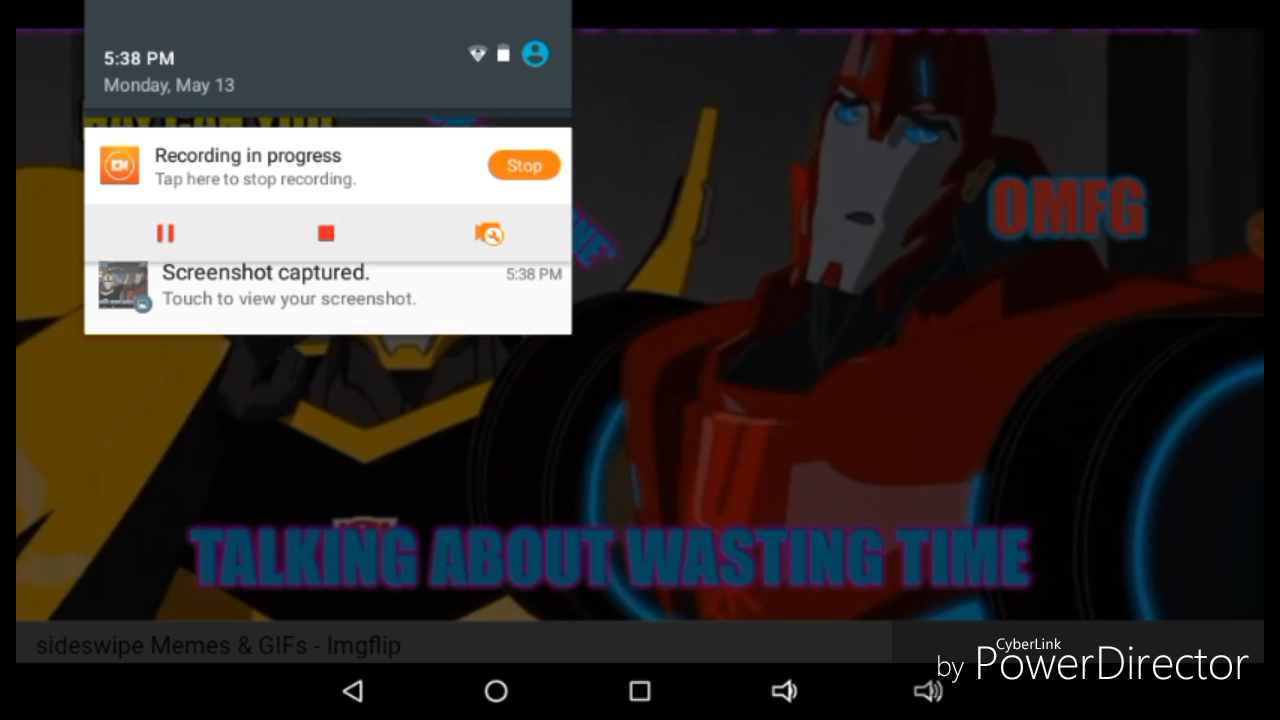 5:38 PM
Monday, May 13
Recording in progress
Stop
Tap here to stop recording.
Screenshot captured.
5:38 PM
Touch to view your screenshot.
OMFG
TALKING ABOUT WASTING TIME
sideswipe Memes & GIFs - Imgflip
CyberLink
by PowerDirector